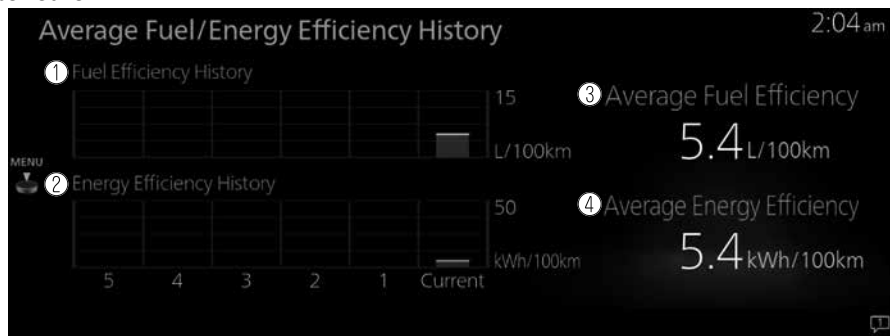 Average Fuel/Energy Efficiency History
2:04 am
1 Fuel Efficiency History
15
L/100km
3 Average Fuel Efficiency
5.4 L/100km
MENU
2 Energy Efficiency History
50
kWh/100km
4 Average Energy Efficiency
5.4 kWh/100km
5 4 3 2 1 Current
1